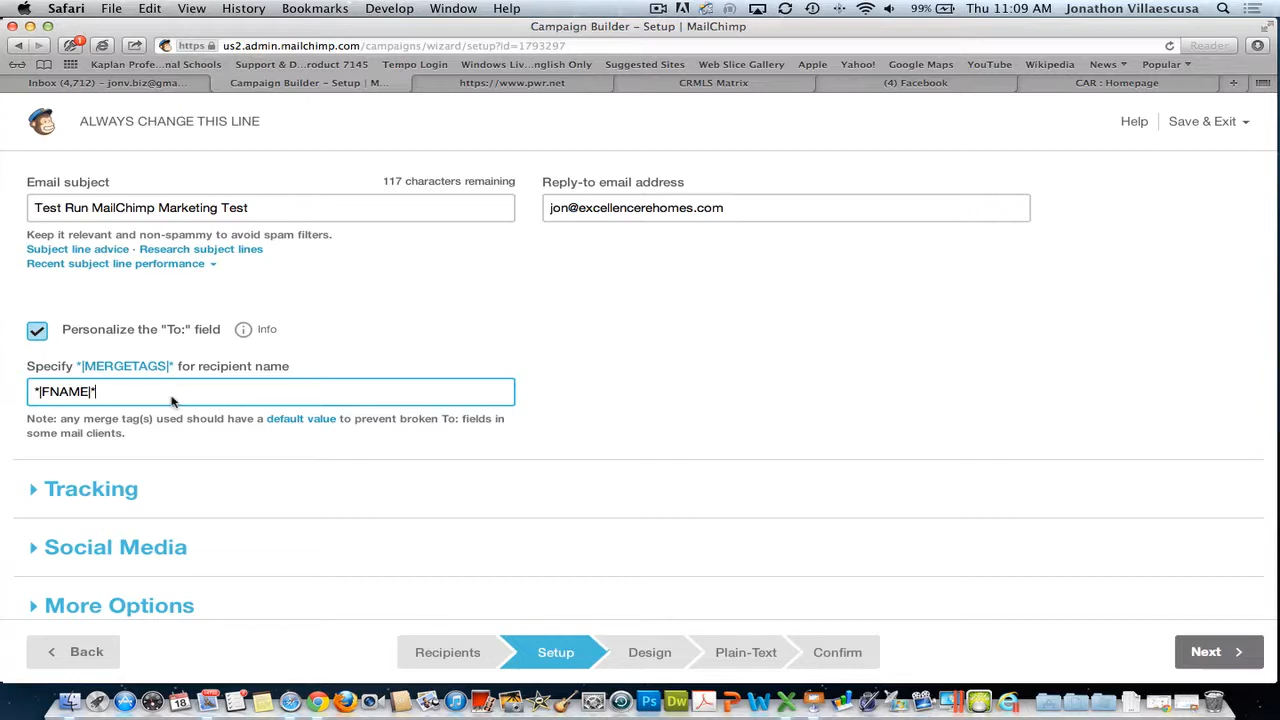 Safari File Edit View History Bookmarks Develop Window Help 99% Thu 11:09 AM Jonathon Villaescusa
Campaign Builder – Setup | MailChimp
https us2.admin.mailchimp.com/campaigns/wizard/setup?id=1793297 Reader
1
Kaplan Profe...nal Schools Support & D...roduct 7145 Tempo Login Windows Liv...nglish Only Suggested Sites Web Slice Gallery Apple Yahoo! Google Maps YouTube Wikipedia News Popular
Inbox (4,712) – jonv.biz@gma... Campaign Builder – Setup | M... https://www.pwr.net CRMLS Matrix (4) Facebook CAR : Homepage
ALWAYS CHANGE THIS LINE
Help Save & Exit
Email subject 117 characters remaining Reply-to email address
Test Run MailChimp Marketing Test jon@excellencerehomes.com
Keep it relevant and non-spammy to avoid spam filters.
Subject line advice · Research subject lines
Recent subject line performance
Personalize the "To:" field Info
Specify *|MERGETAGS|* for recipient name
*|FNAME|*
Note: any merge tag(s) used should have a default value to prevent broken To: fields in
some mail clients.
Tracking
Social Media
More Options
Back Recipients Setup Design Plain-Text Confirm Next
18 Ps Dw